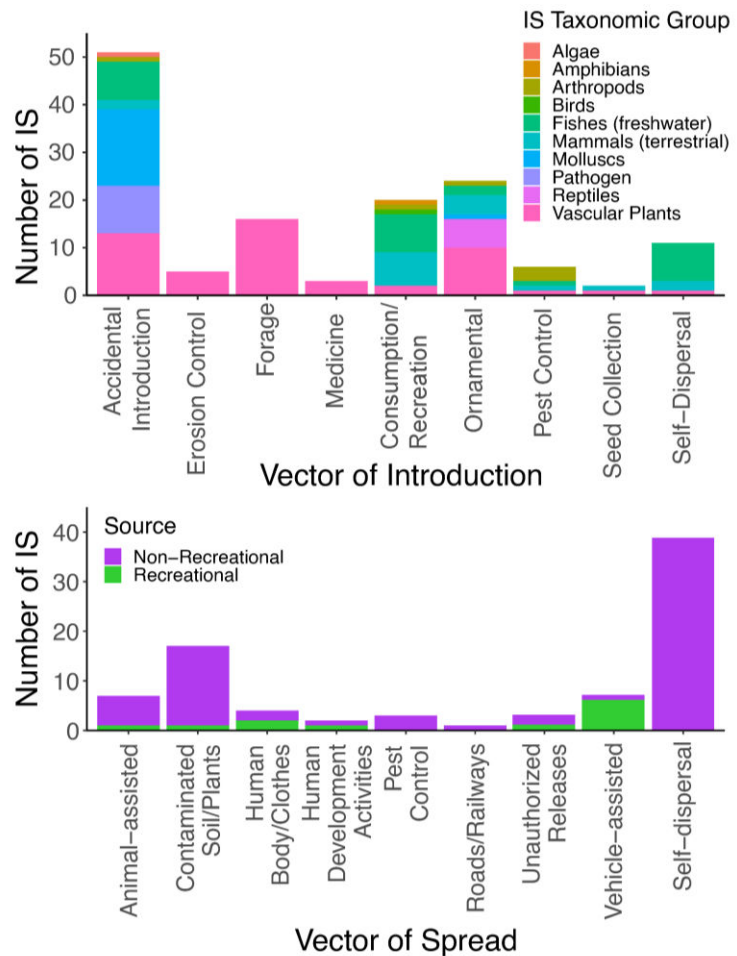 IS Taxonomic Group
Algae
Amphibians
Arthropods
Birds
Fishes (freshwater)
Mammals (terrestrial)
Molluscs
Pathogen
Reptiles
Vascular Plants
Number of IS
50
40
30
20
10
0
Accidental
Introduction
Erosion Control
Forage
Medicine
Consumption/
Recreation
Ornamental
Pest Control
Seed Collection
Self−Dispersal
Vector of Introduction
Source
Non−Recreational
Recreational
Number of IS
40
30
20
10
0
Animal−assisted
Contaminated
Soil/Plants
Human
Body/Clothes
Human
Development
Activities
Pest
Control
Roads/Railways
Unauthorized
Releases
Vehicle−assisted
Self−dispersal
Vector of Spread